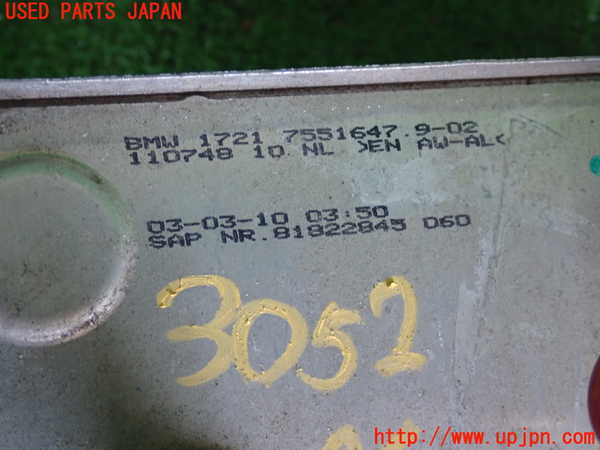 USED PARTS JAPAN
BMW 1721 7551647.9-02
110748 10 NL >EN AW-AL<
03-03-10 03:50
SAP NR.81822845 060
3052
http://www.upjpn.com